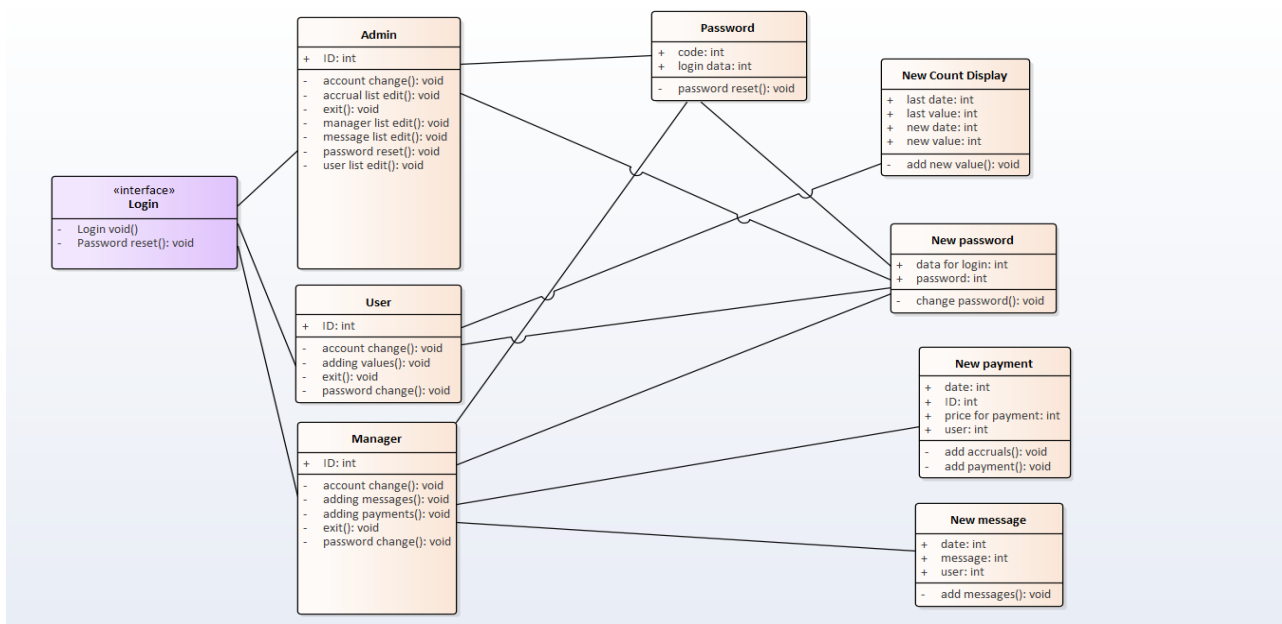 «interface»
Login
- Login void()
- Password reset(): void
Admin
+ ID: int
- account change(): void
- accrual list edit(): void
- exit(): void
- manager list edit(): void
- message list edit(): void
- password reset(): void
- user list edit(): void
User
+ ID: int
- account change(): void
- adding values(): void
- exit(): void
- password change(): void
Manager
+ ID: int
- account change(): void
- adding messages(): void
- adding payments(): void
- exit(): void
- password change(): void
Password
+ code: int
+ login data: int
- password reset(): void
New Count Display
+ last date: int
+ last value: int
+ new date: int
+ new value: int
- add new value(): void
New password
+ data for login: int
+ password: int
- change password(): void
New payment
+ date: int
+ ID: int
+ price for payment: int
+ user: int
- add accruals(): void
- add payment(): void
New message
+ date: int
+ message: int
+ user: int
- add messages(): void